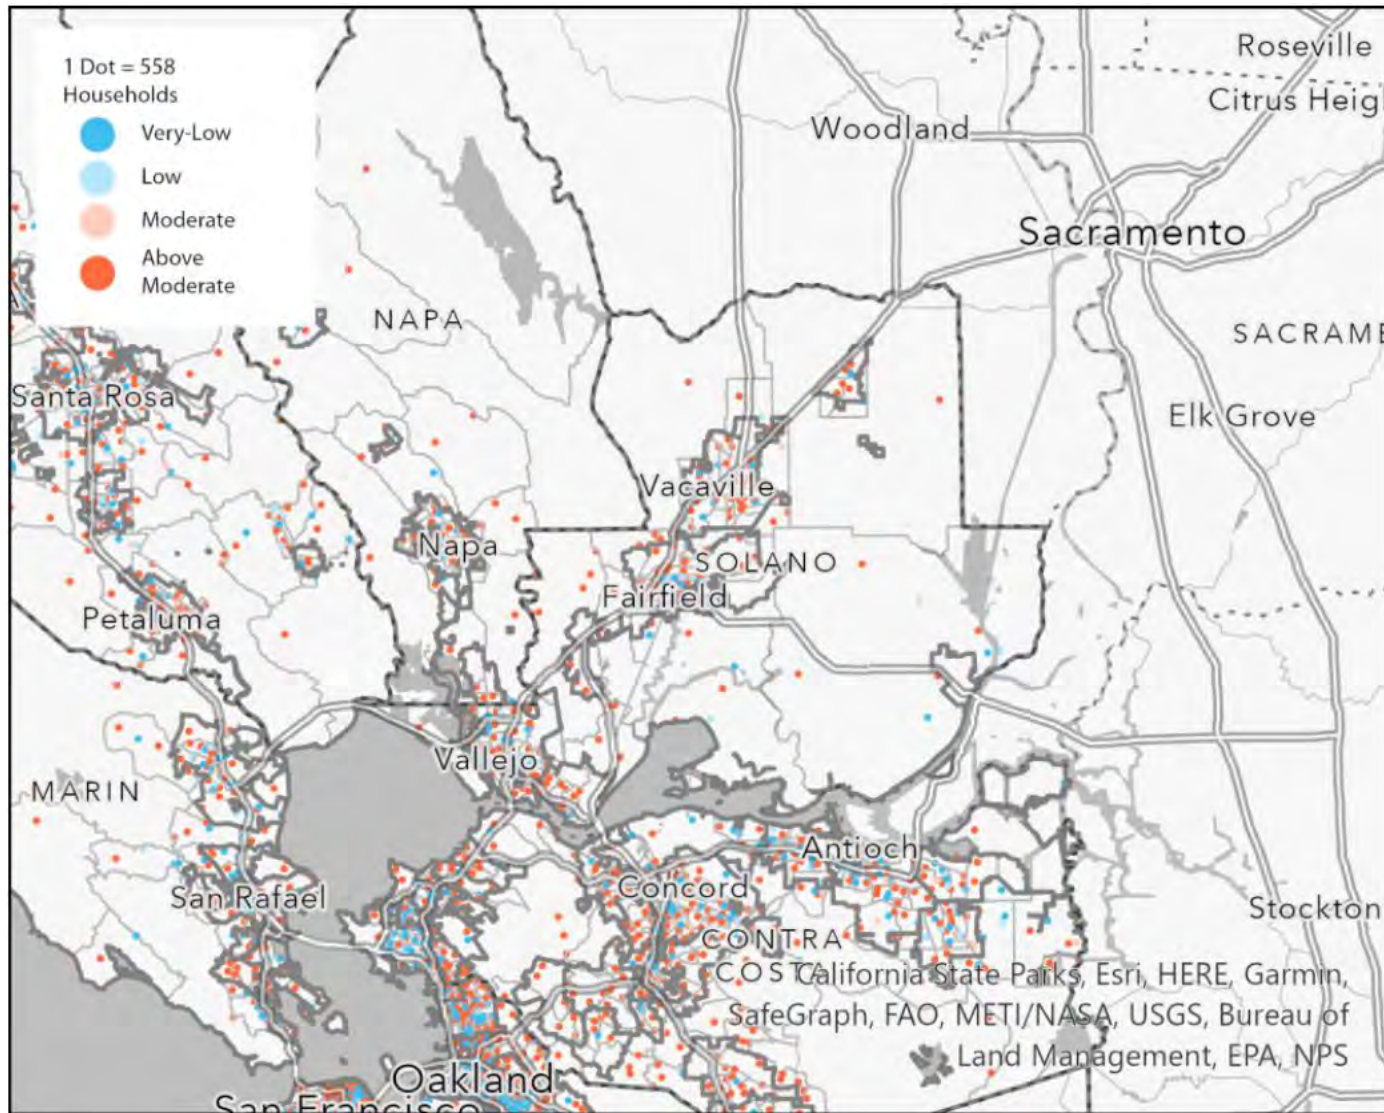 1 Dot = 558
Households
Very-Low
Low
Moderate
Above
Moderate
Roseville
Citrus Heigh
Woodland
Sacramento
NAPA
SACRAME
Santa Rosa
Elk Grove
Vacaville
Napa
SOLANO
Fairfield
Petaluma
Vallejo
MARIN
Antioch
Concord
San Rafael
Stockton
CONTRA
COSTA
California State Parks, Esri, HERE, Garmin,
SafeGraph, FAO, METI/NASA, USGS, Bureau of
Land Management, EPA, NPS
Oakland
San Francisco